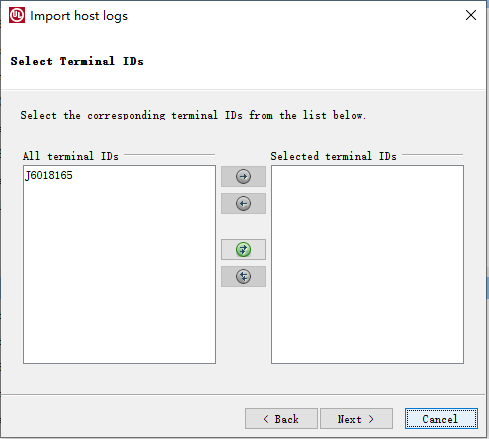 UL Import host logs
Select Terminal IDs
Select the corresponding terminal IDs from the list below.
All terminal IDs
Selected terminal IDs
J6018165
< Back
Next >
Cancel